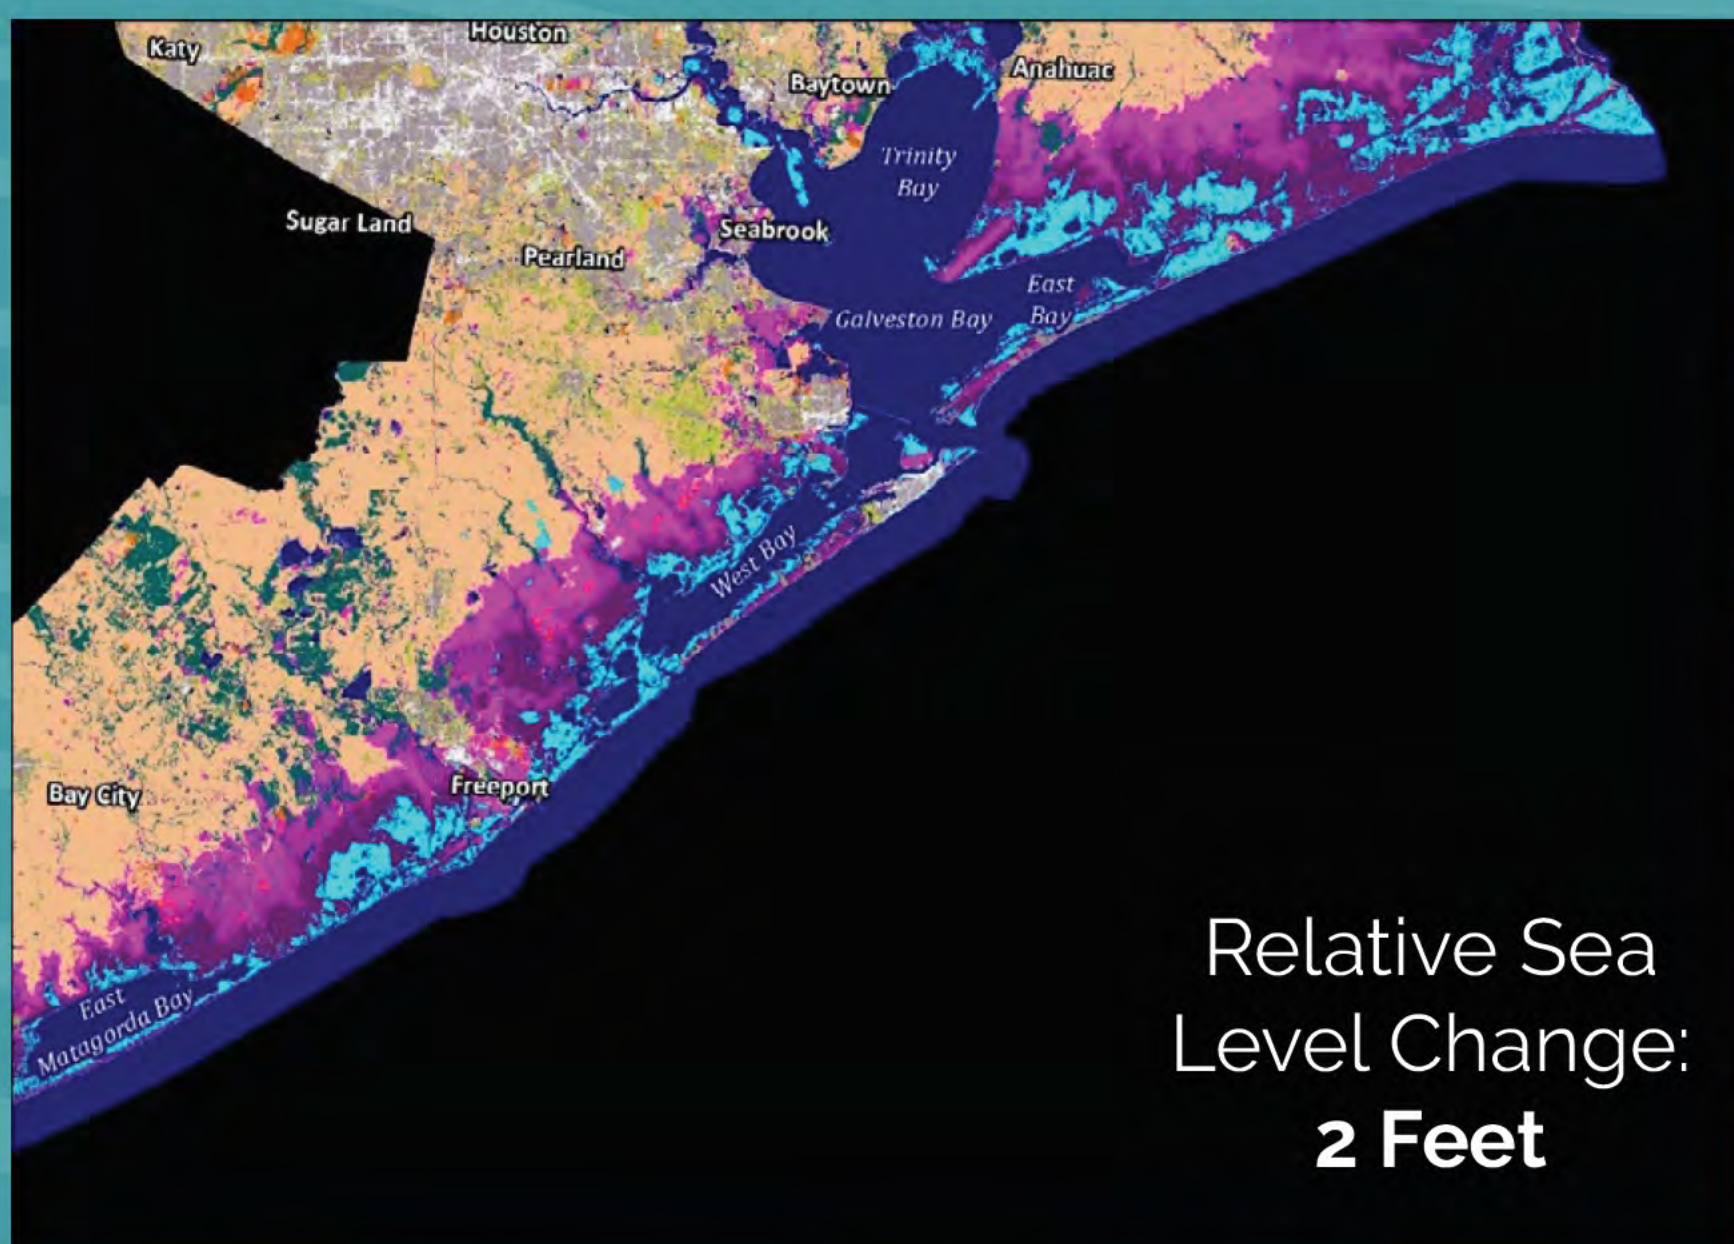 Katy
Houston
Baytown
Anahuac
Trinity
Bay
Sugar Land
Seabrook
Pearland
East
Bay
Galveston Bay
West Bay
Freeport
Bay City
East
Matagorda Bay
Relative Sea
Level Change:
2 Feet